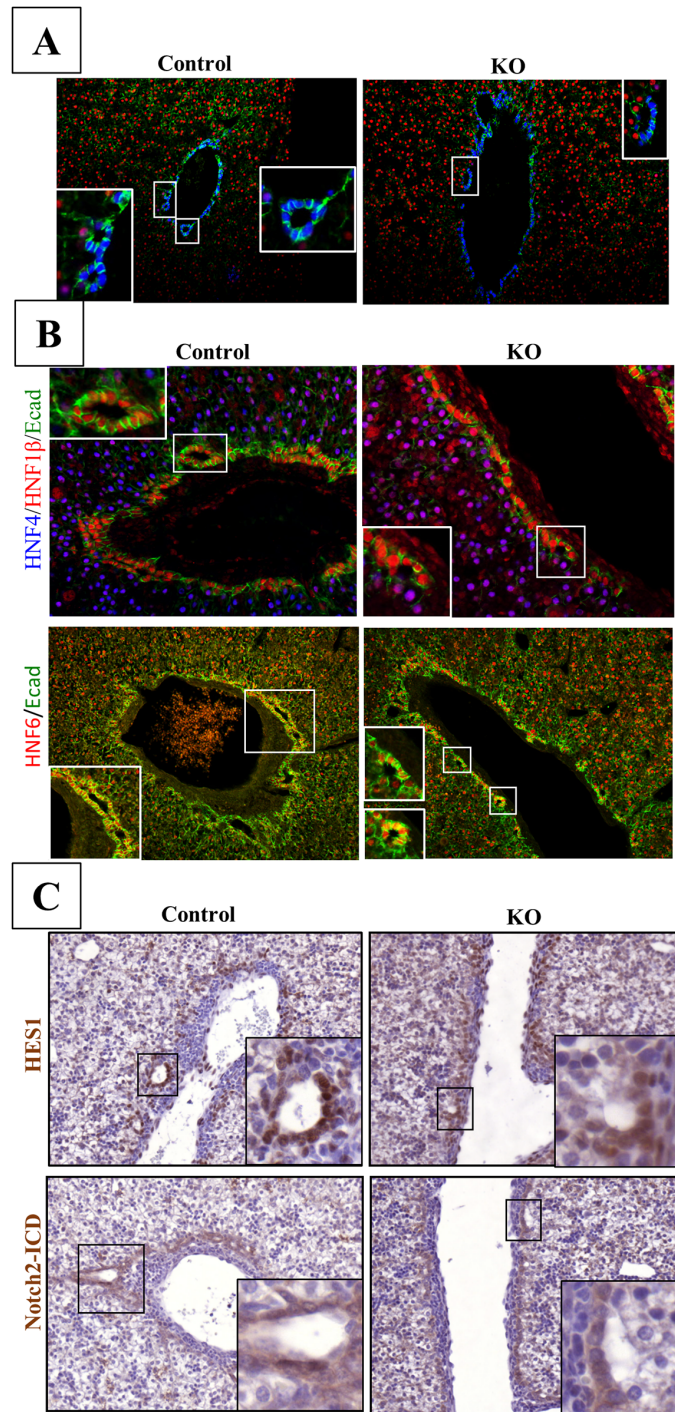 A
Control KO
B
Control KO
HNF4/HNF1β/Ecad
HNF6/Ecad
C
Control KO
HES1
Notch2-ICD